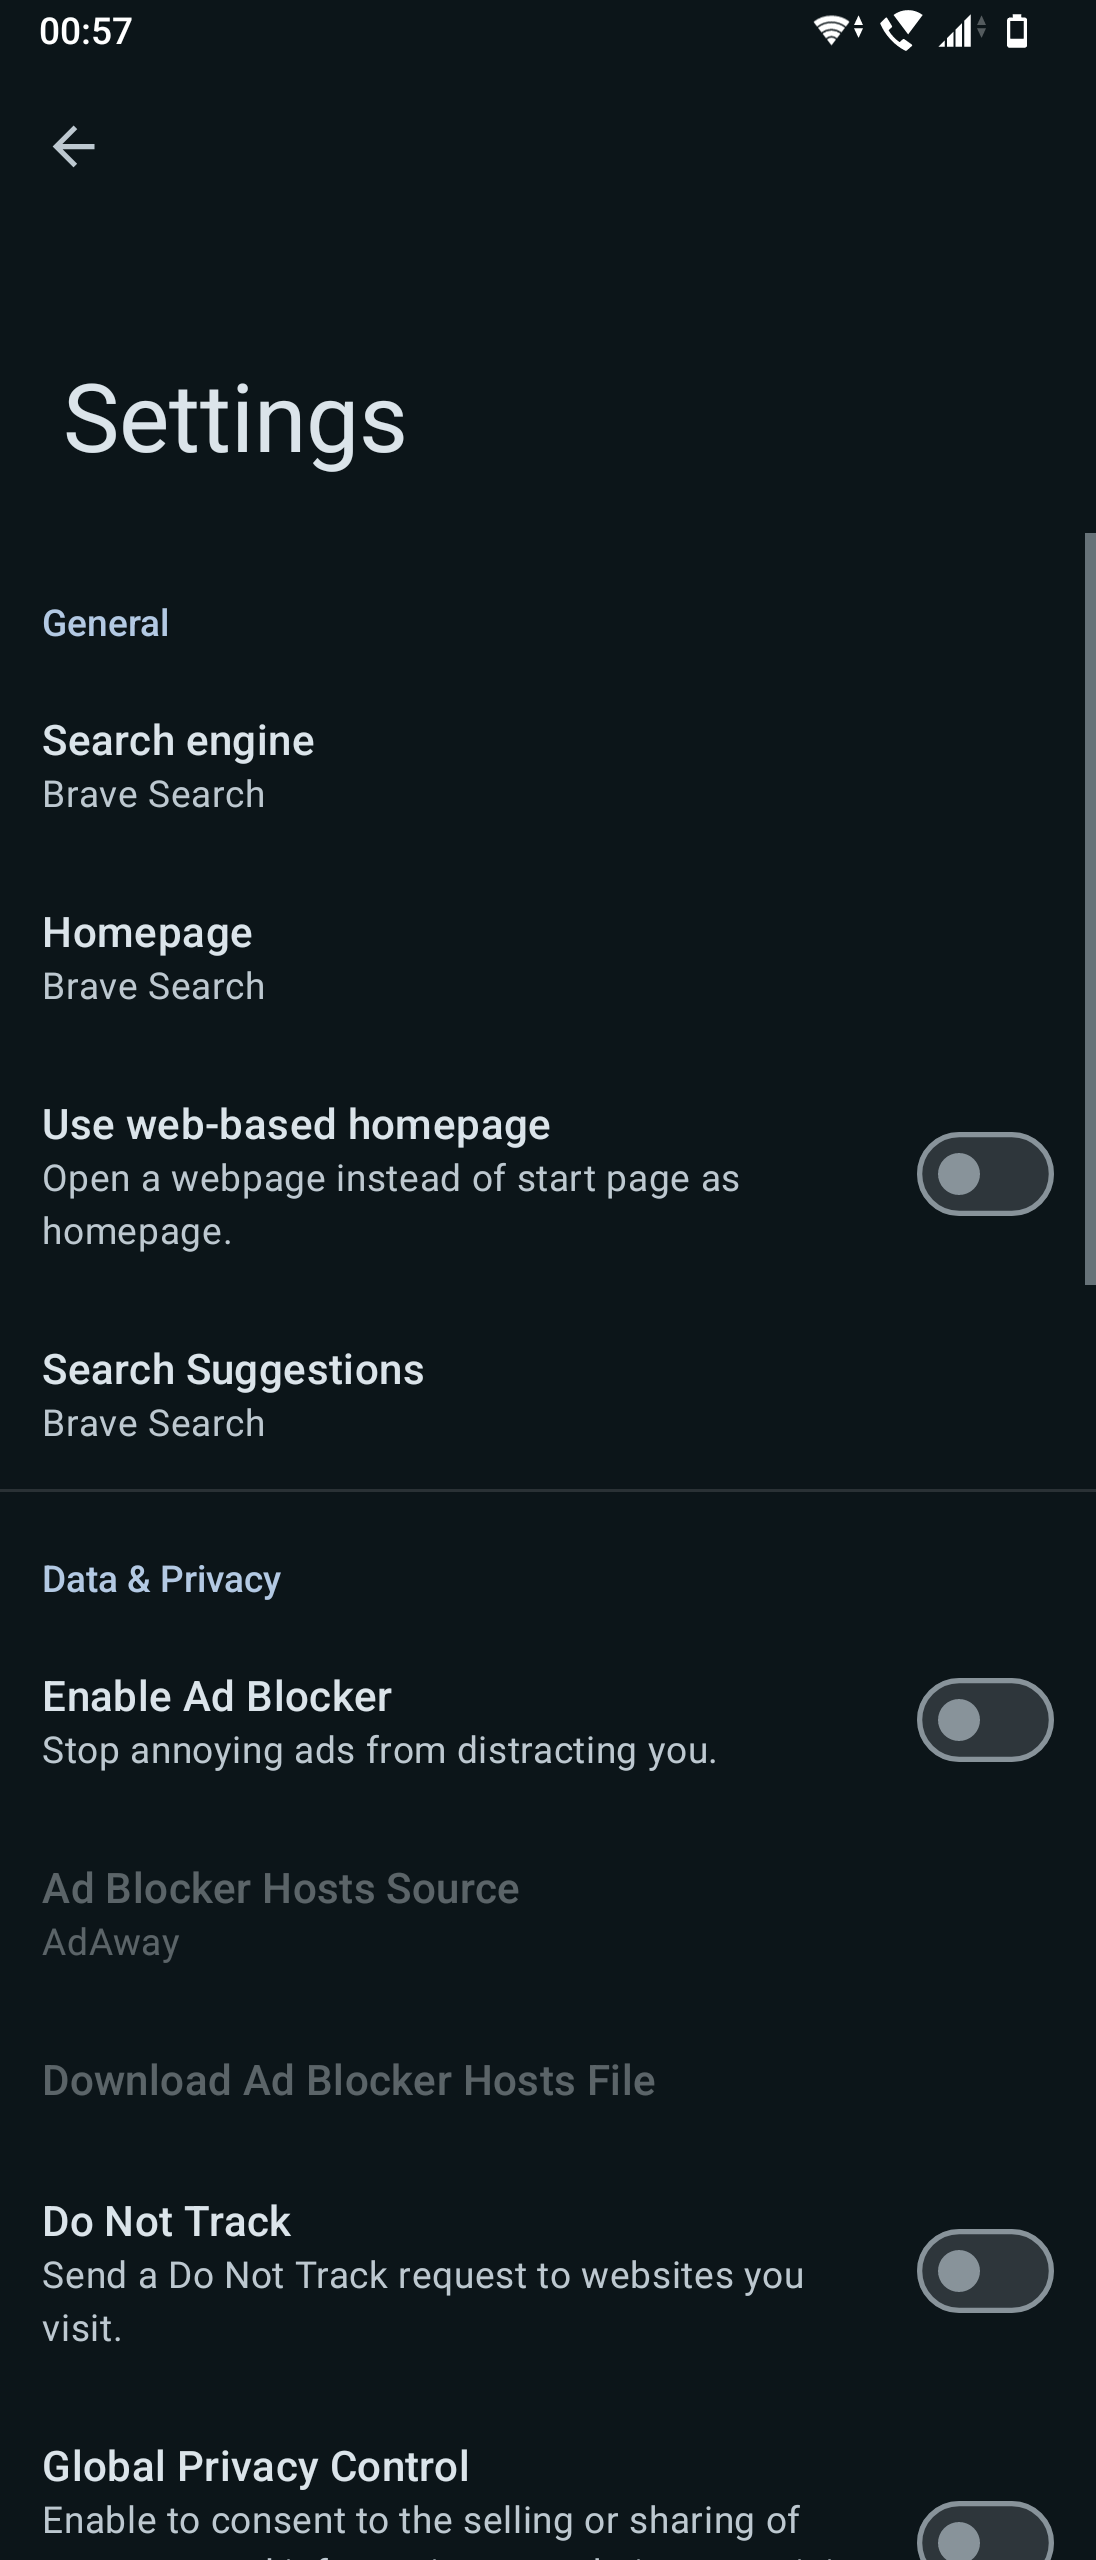 00:57
Settings
General
Search engine
Brave Search
Homepage
Brave Search
Use web-based homepage
Open a webpage instead of start page as
homepage.
Search Suggestions
Brave Search
Data & Privacy
Enable Ad Blocker
Stop annoying ads from distracting you.
Ad Blocker Hosts Source
AdAway
Download Ad Blocker Hosts File
Do Not Track
Send a Do Not Track request to websites you
visit.
Global Privacy Control
Enable to consent to the selling or sharing of